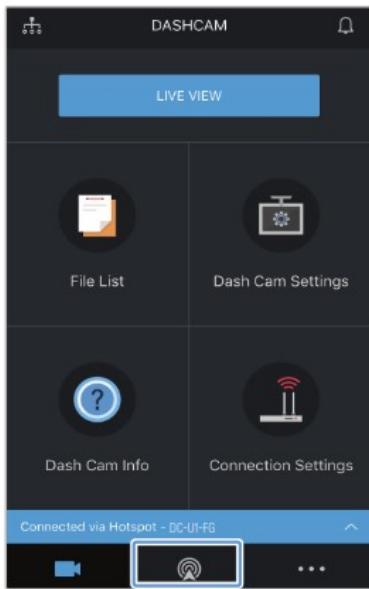 DASHCAM
LIVE VIEW
File List
Dash Cam Settings
?
Dash Cam Info
Connection Settings
Connected via Hotspot - DC-U1-FG